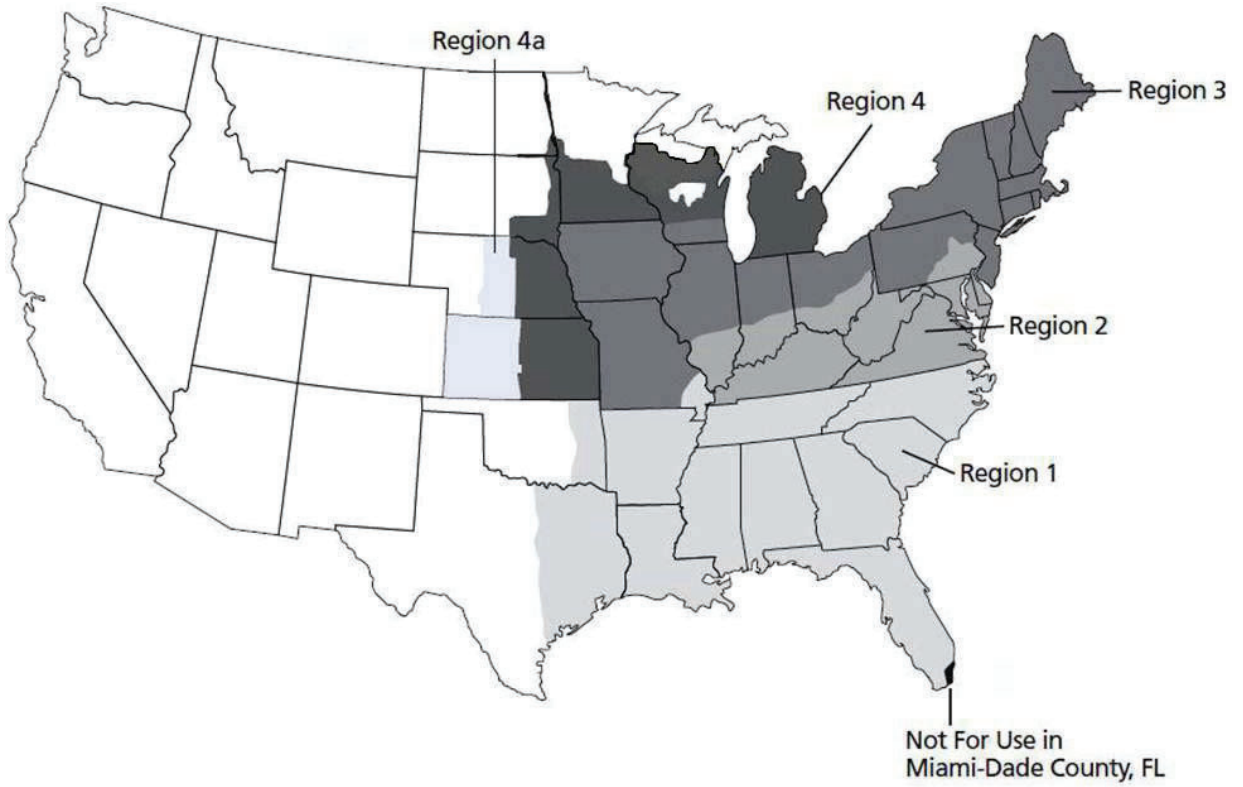 Region 4a
Region 4
Region 3
Region 2
Region 1
Not For Use in
Miami-Dade County, FL